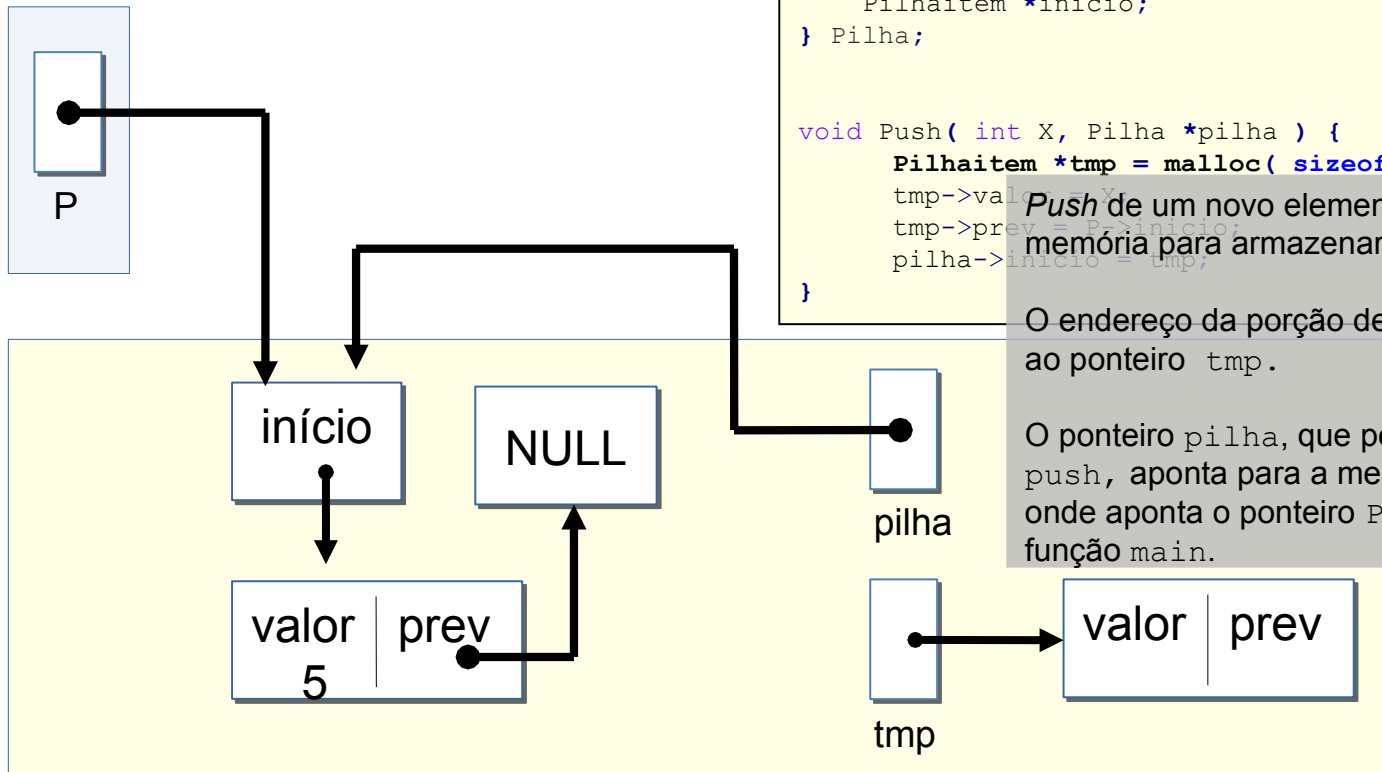 Pilhaitem *inicio;
} Pilha;
void Push( int X, Pilha *pilha ) {
Pilhaitem *tmp = malloc( sizeof
tmp->valor = X;
tmp->prev = P->inicio;
pilha->inicio = tmp;
}
Push de um novo elemen
memória para armazenar
O endereço da porção de
ao ponteiro tmp.
O ponteiro pilha, que po
push, aponta para a me
onde aponta o ponteiro P
função main.
P
início
NULL
pilha
valor prev
5
valor prev
tmp